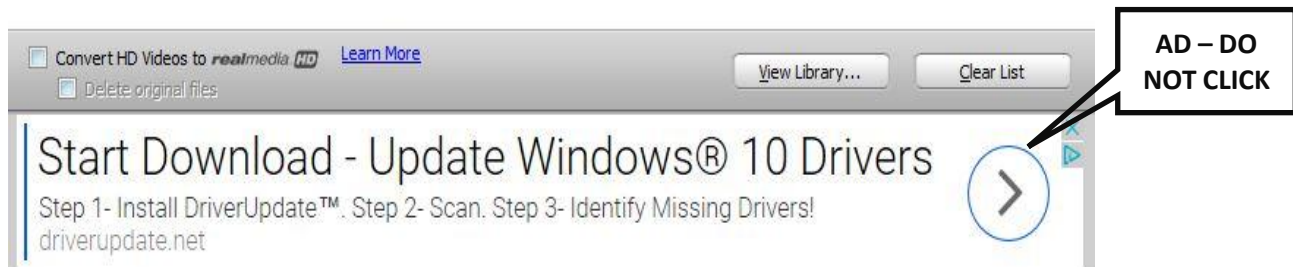 Convert HD Videos to realmedia HD Learn More
Delete original files
View Library... Clear List
AD – DO
NOT CLICK
Start Download - Update Windows® 10 Drivers
Step 1- Install DriverUpdate™. Step 2- Scan. Step 3- Identify Missing Drivers!
driverupdate.net